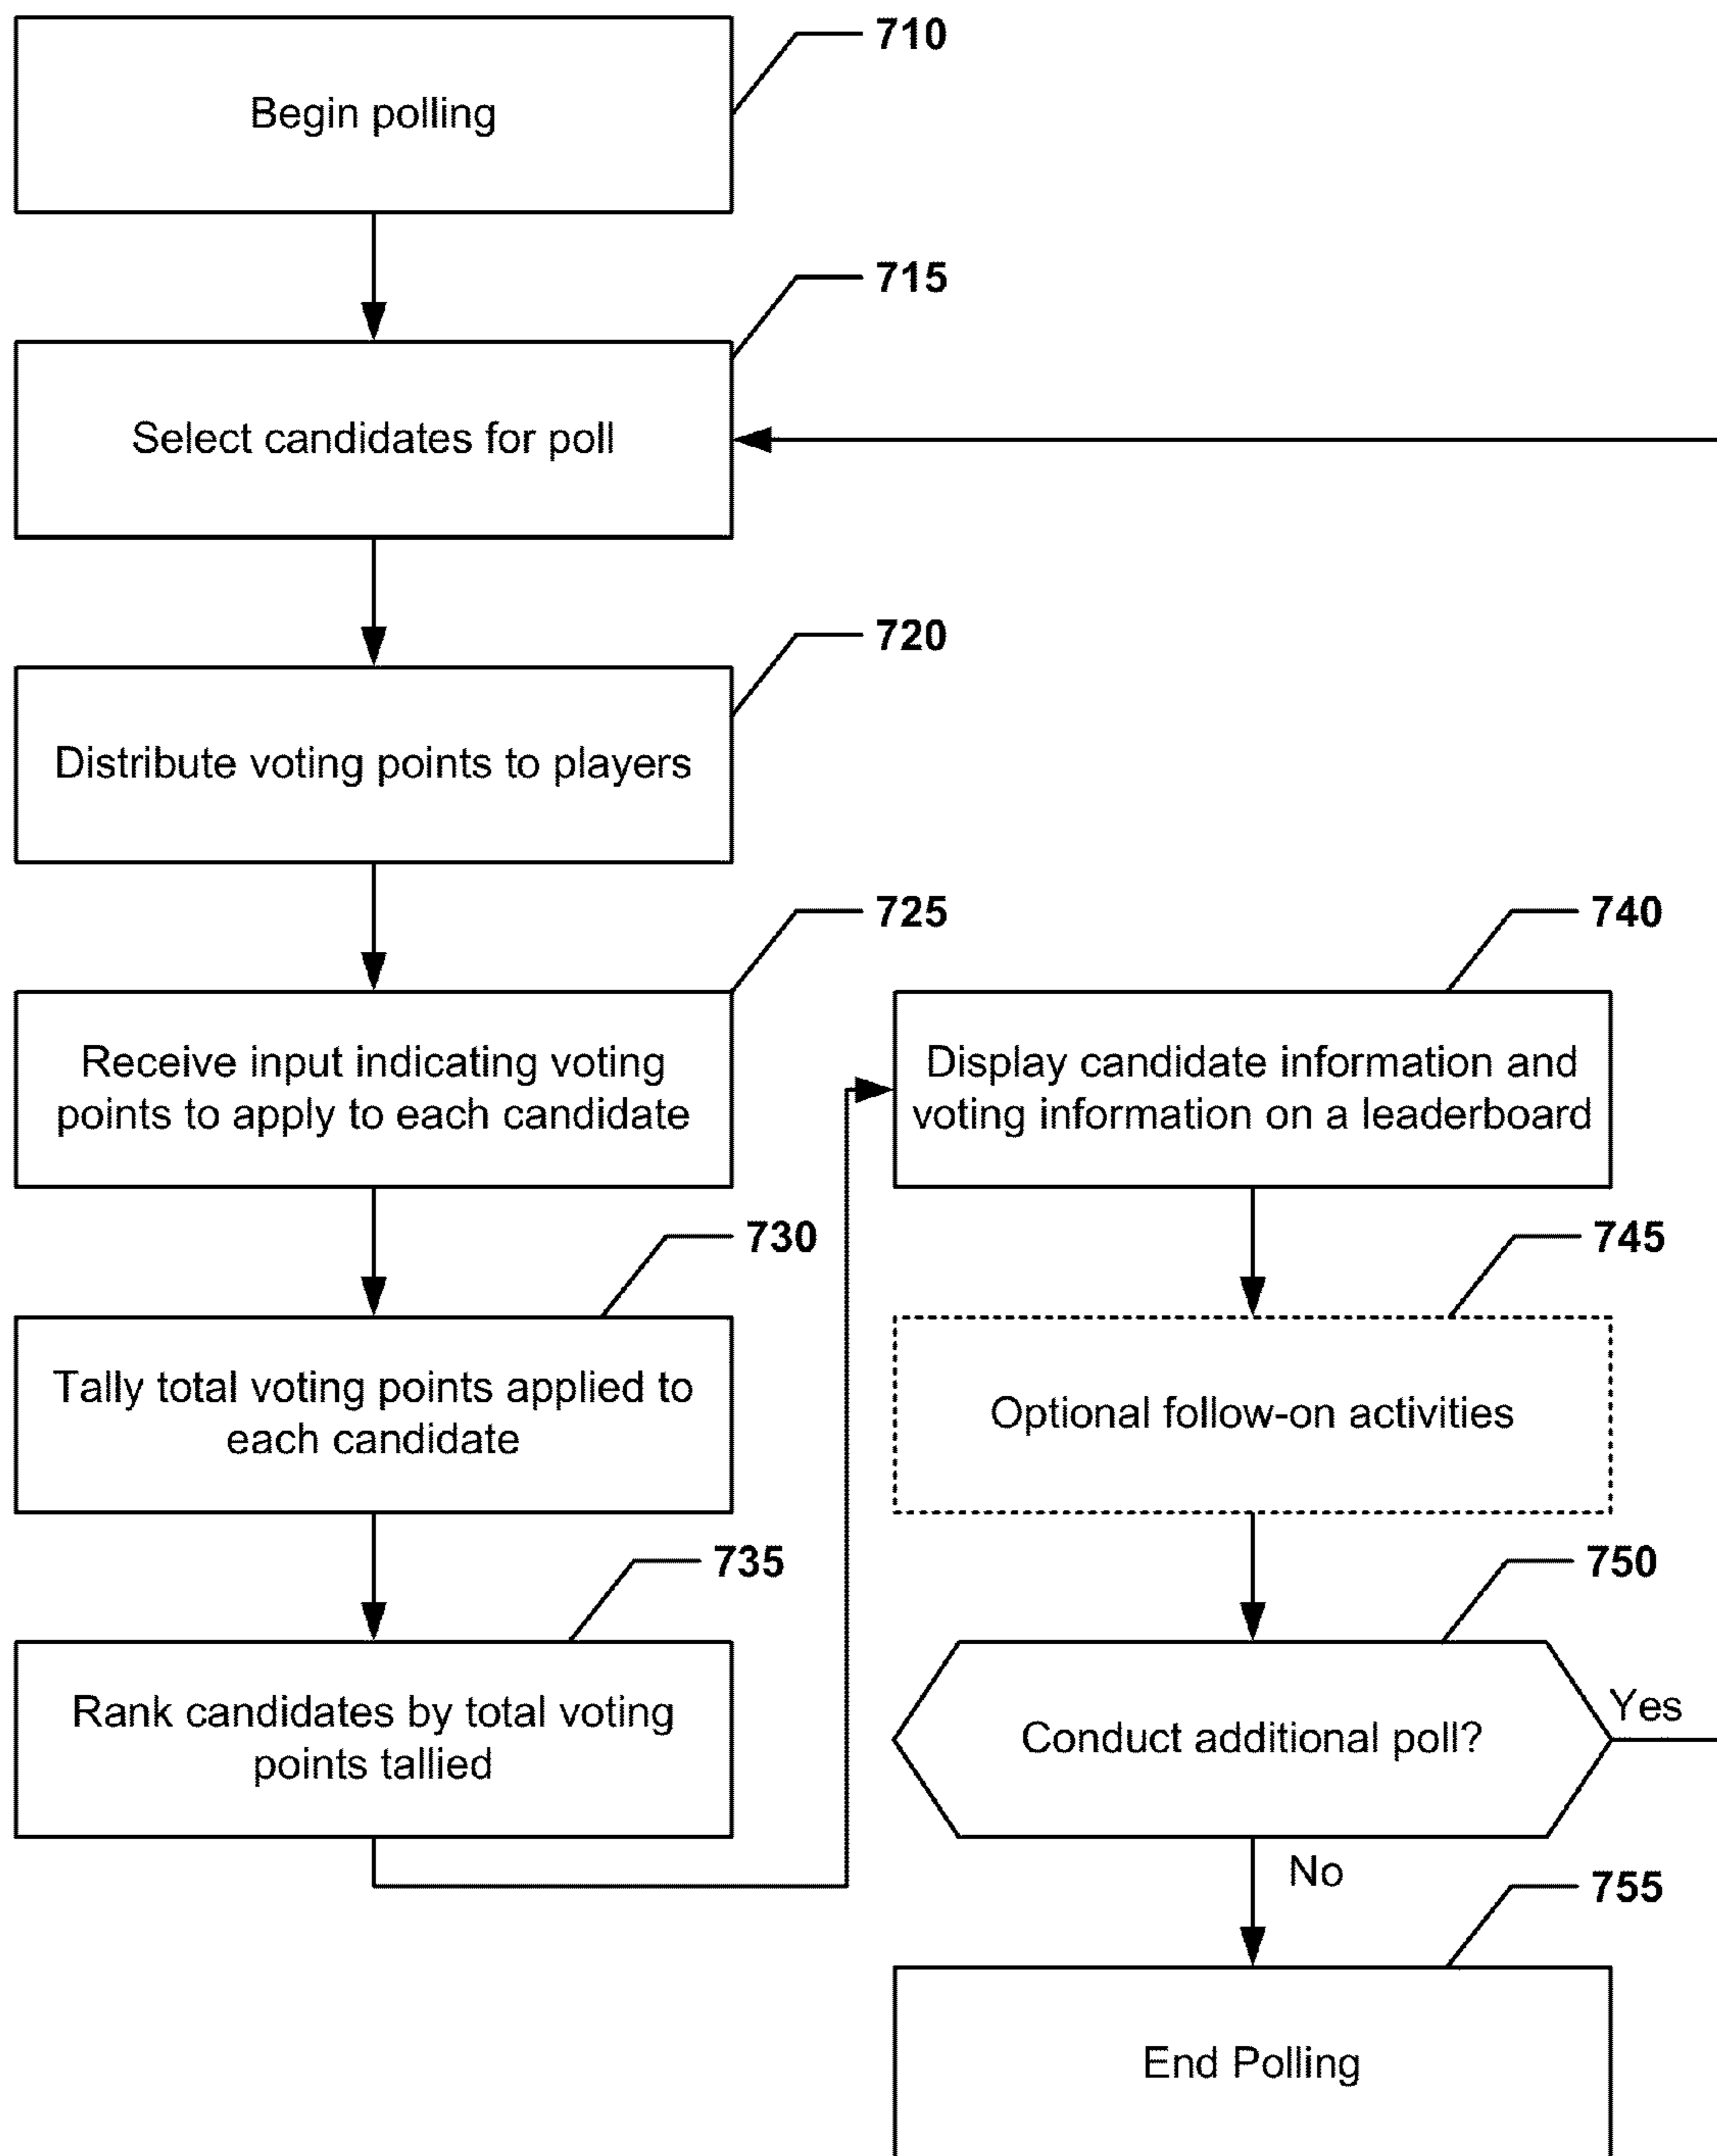 710
Begin polling
715
Select candidates for poll
720
Distribute voting points to players
725
Receive input indicating voting
points to apply to each candidate
730
Tally total voting points applied to
each candidate
735
Rank candidates by total voting
points tallied
740
Display candidate information and
voting information on a leaderboard
745
Optional follow-on activities
750
Conduct additional poll?
Yes
No
755
End Polling